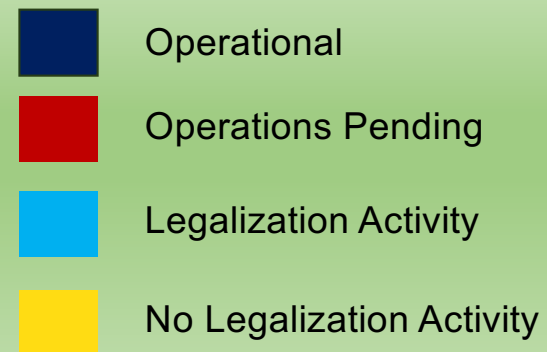 Operational
Operations Pending
Legalization Activity
No Legalization Activity